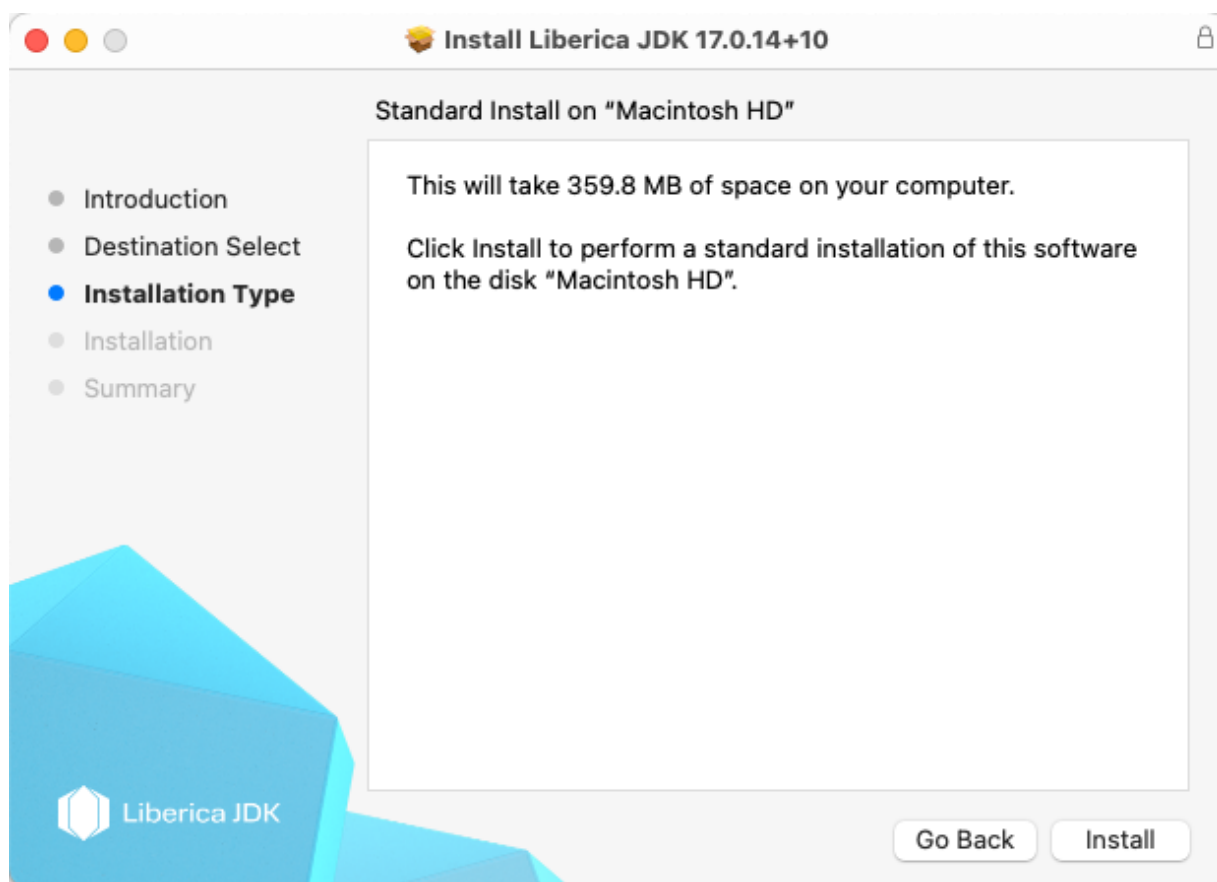 Install Liberica JDK 17.0.14+10
Standard Install on “Macintosh HD”
Introduction
Destination Select
Installation Type
Installation
Summary
This will take 359.8 MB of space on your computer.
Click Install to perform a standard installation of this software
on the disk “Macintosh HD”.
Liberica JDK
Go Back
Install